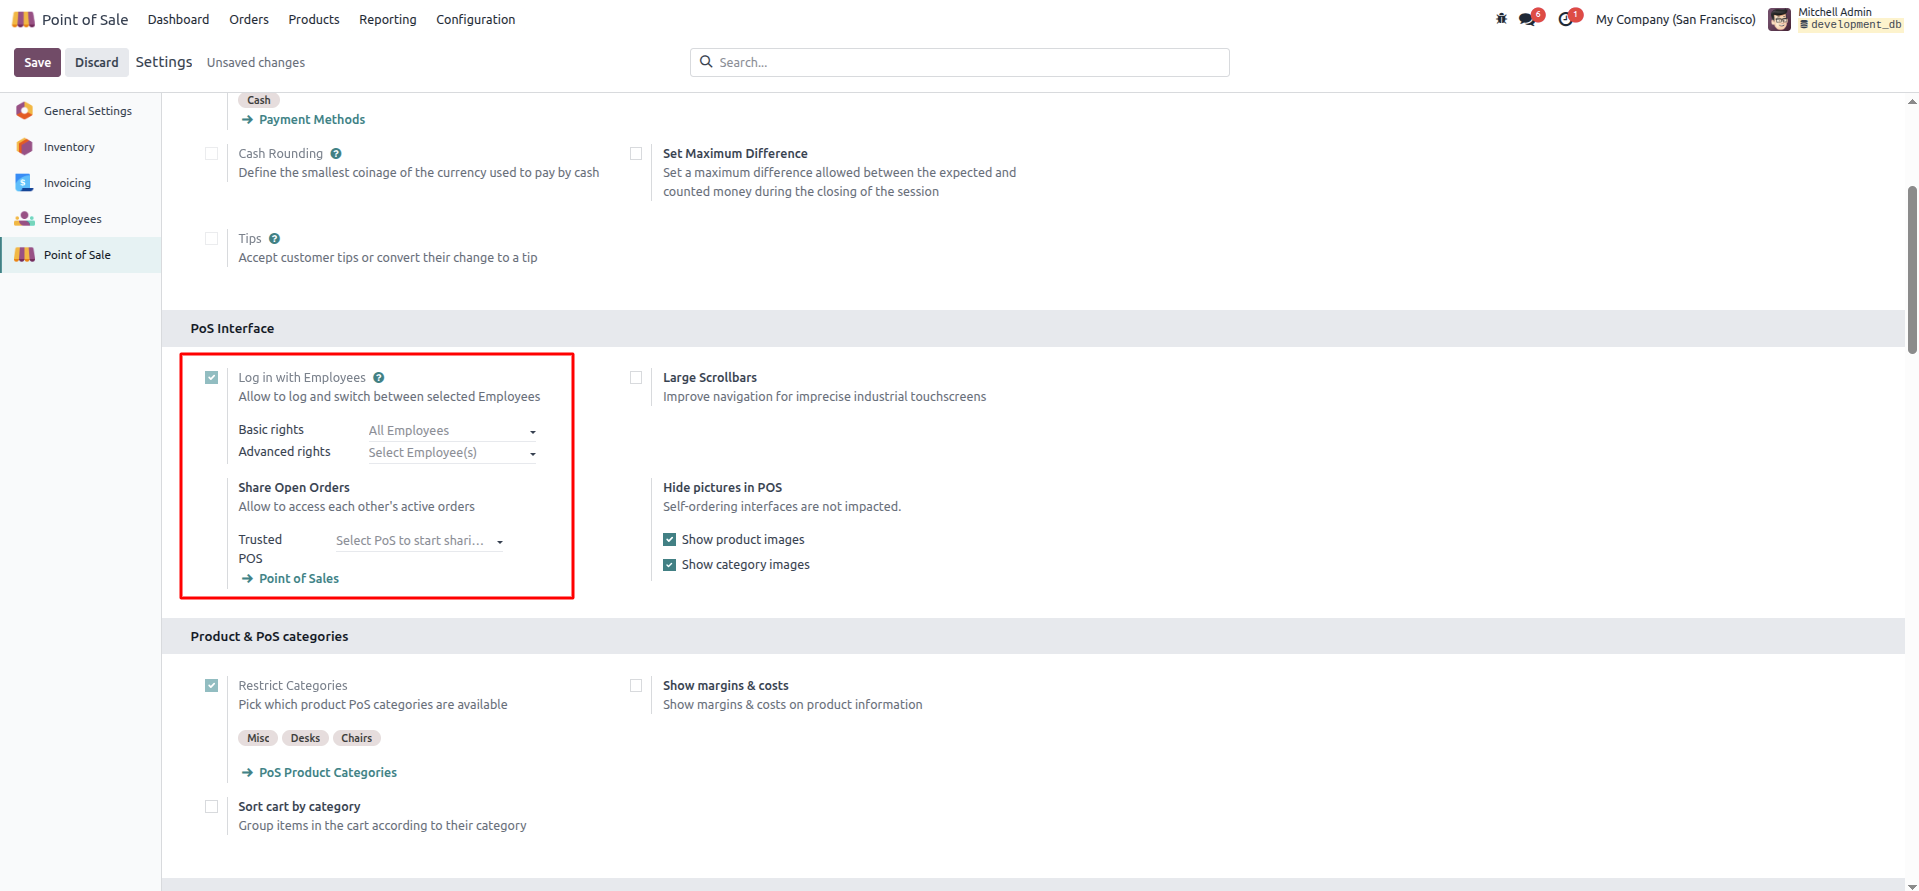 Point of Sale
Dashboard
Orders
Products
Reporting
Configuration
6
1
My Company (San Francisco)
Mitchell Admin
development_db
Save
Discard
Settings
Unsaved changes
Search...
General Settings
Inventory
Invoicing
Employees
Point of Sale
Cash
Payment Methods
Cash Rounding ?
Define the smallest coinage of the currency used to pay by cash
Set Maximum Difference
Set a maximum difference allowed between the expected and
counted money during the closing of the session
Tips ?
Accept customer tips or convert their change to a tip
PoS Interface
Log in with Employees ?
Allow to log and switch between selected Employees
Basic rights
All Employees
Advanced rights
Select Employee(s)
Large Scrollbars
Improve navigation for imprecise industrial touchscreens
Share Open Orders
Allow to access each other's active orders
Trusted
POS
Select PoS to start shari...
Point of Sales
Hide pictures in POS
Self-ordering interfaces are not impacted.
Show product images
Show category images
Product & PoS categories
Restrict Categories
Pick which product PoS categories are available
Misc
Desks
Chairs
PoS Product Categories
Show margins & costs
Show margins & costs on product information
Sort cart by category
Group items in the cart according to their category